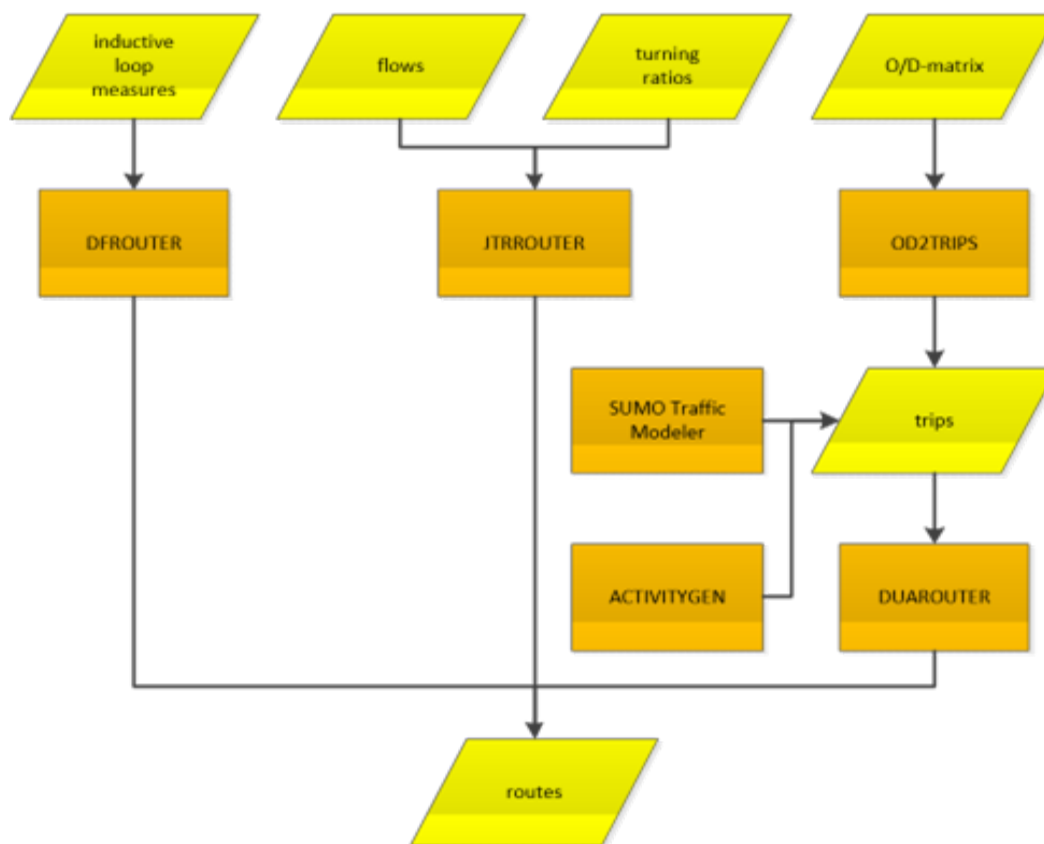 inductive
loop
measures
flows
turning
ratios
O/D-matrix
DFROUTER
JTRROUTER
OD2TRIPS
SUMO Traffic
Modeler
trips
ACTIVITYGEN
DUAROUTER
routes